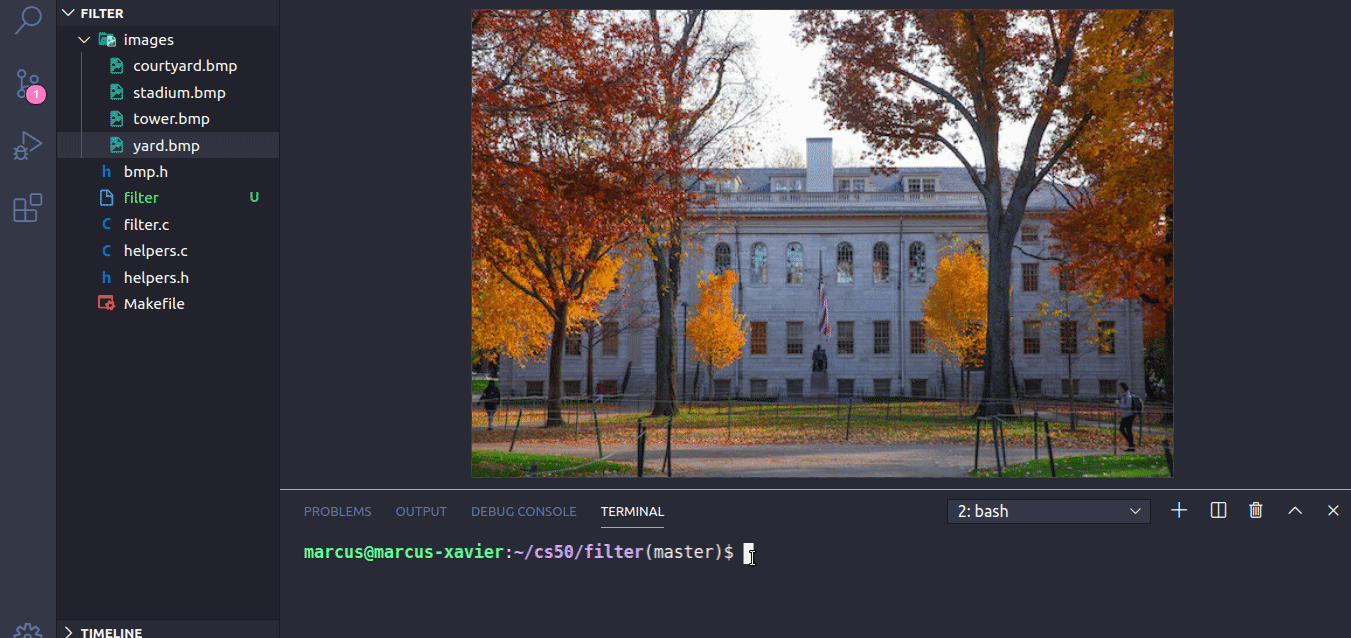 FILTER
images
courtyard.bmp
stadium.bmp
tower.bmp
yard.bmp
1
h bmp.h
filter U
C filter.c
C helpers.c
h helpers.h
Makefile
TIMELINE
PROBLEMS OUTPUT DEBUG CONSOLE TERMINAL 2: bash
marcus@marcus-xavier:~/cs50/filter(master)$